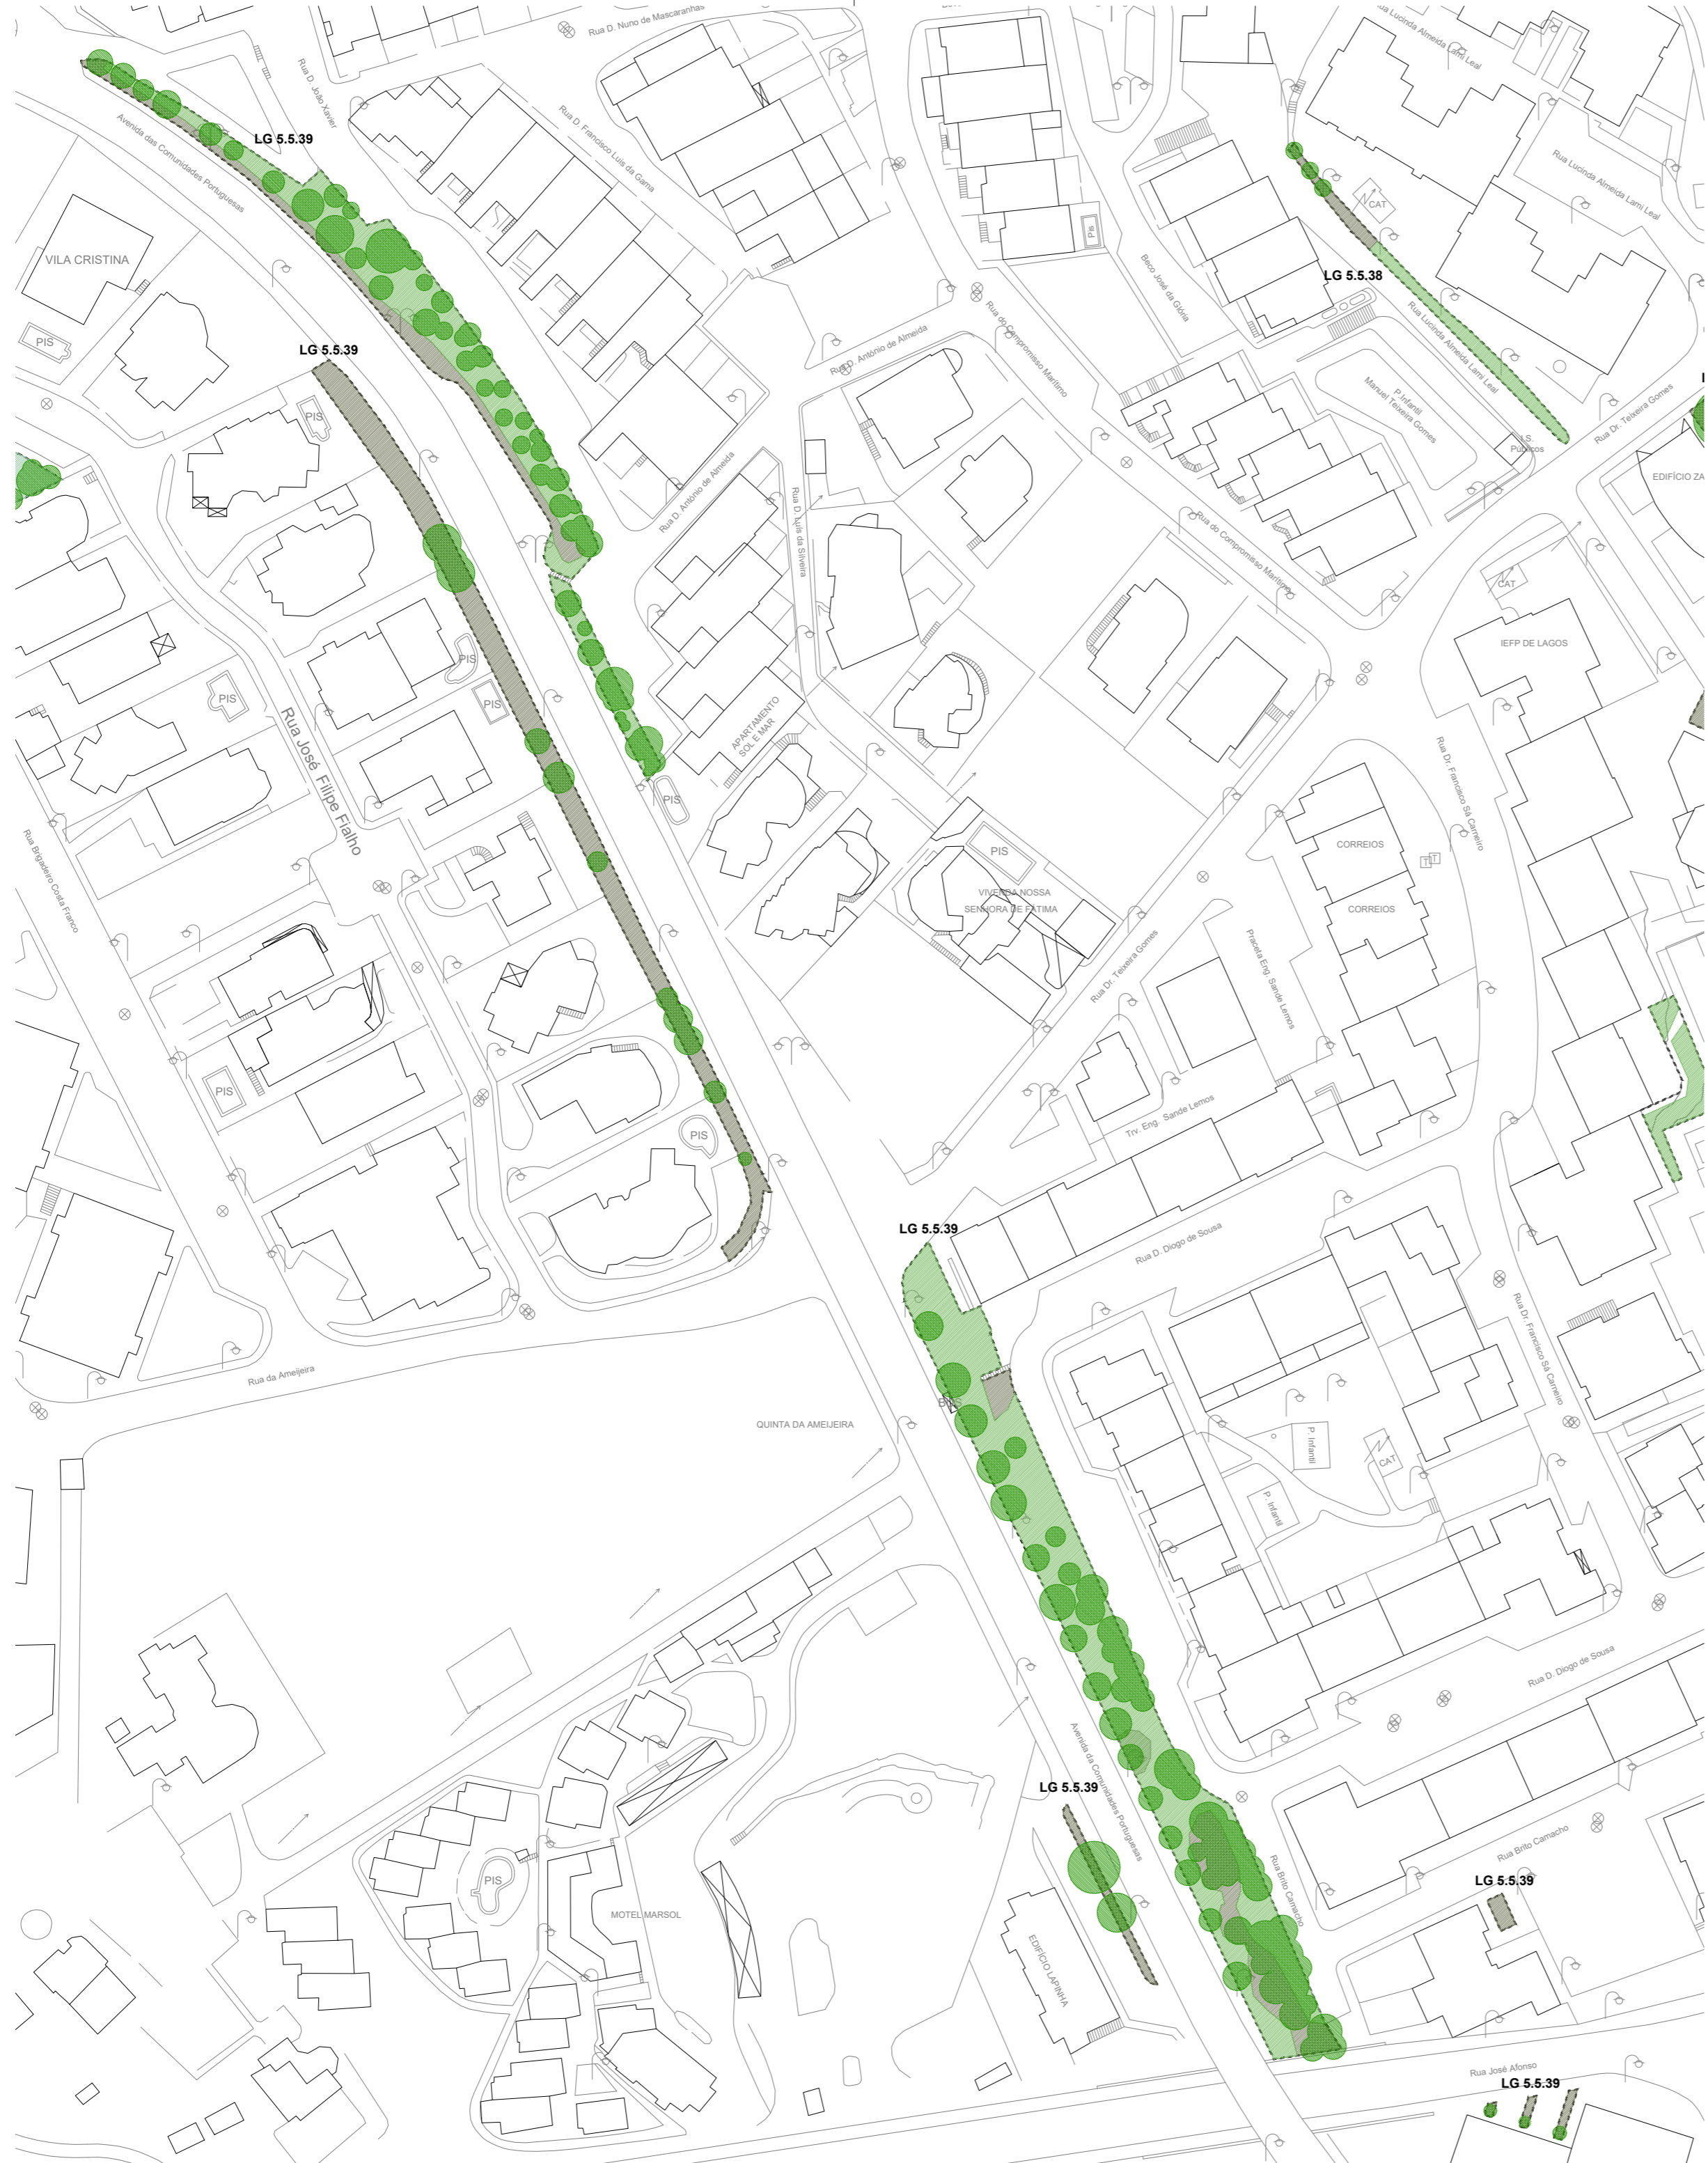 Rua D. Nuno de Mascaranhas
Rua Lucinda Almeida Lami Leal
Rua D. João Xavier
Avenida das Comunidades Portuguesas
LG 5.5.39
Rua D. Francisco Luis da Gama
Rua Lucinda Almeida Lami Leal
CAT
PIs
VILA CRISTINA
Beco José da Glória
LG 5.5.38
Rua do Compromisso Marítimo
Rua D. António de Almeida
Rua Lucinda Almeida Lami Leal
PIS
LG 5.5.39
P. Infantil
Manuel Teixeira Gomes
Rua Dr. Teixeira Gomes
PIS
I.S.
Públicos
EDIFÍCIO ZA
Rua D. António de Almeida
Rua D. Luis da Silveira
Rua do Compromisso Marítimo
CAT
IEFP DE LAGOS
PIS
PIS
PIS
Rua José Filipe Fialho
APARTAMENTO
SOL E MAR
Rua Dr. Francisco Sá Carneiro
PIS
Rua Brigadeiro Costa Franco
PIS
CORREIOS
TT
VIVENDA NOSSA
SENHORA DE FÁTIMA
CORREIOS
Rua Dr. Teixeira Gomes
Praceta Eng. Sande Lemos
PIS
PIS
Trv. Eng. Sande Lemos
LG 5.5.39
Rua D. Diogo de Sousa
Rua Dr. Francisco Sá Carneiro
Rua da Ameijeira
BUS
QUINTA DA AMEIJEIRA
P. Infantil
CAT
P. Infantil
Rua D. Diogo de Sousa
Avenida da Comunidades Portuguesas
LG 5.5.39
Rua Brito Camacho
Rua Brito Camacho
PIS
LG 5.5.39
MOTEL MARSOL
EDIFÍCIO LAPINHA
Rua José Afonso
LG 5.5.39